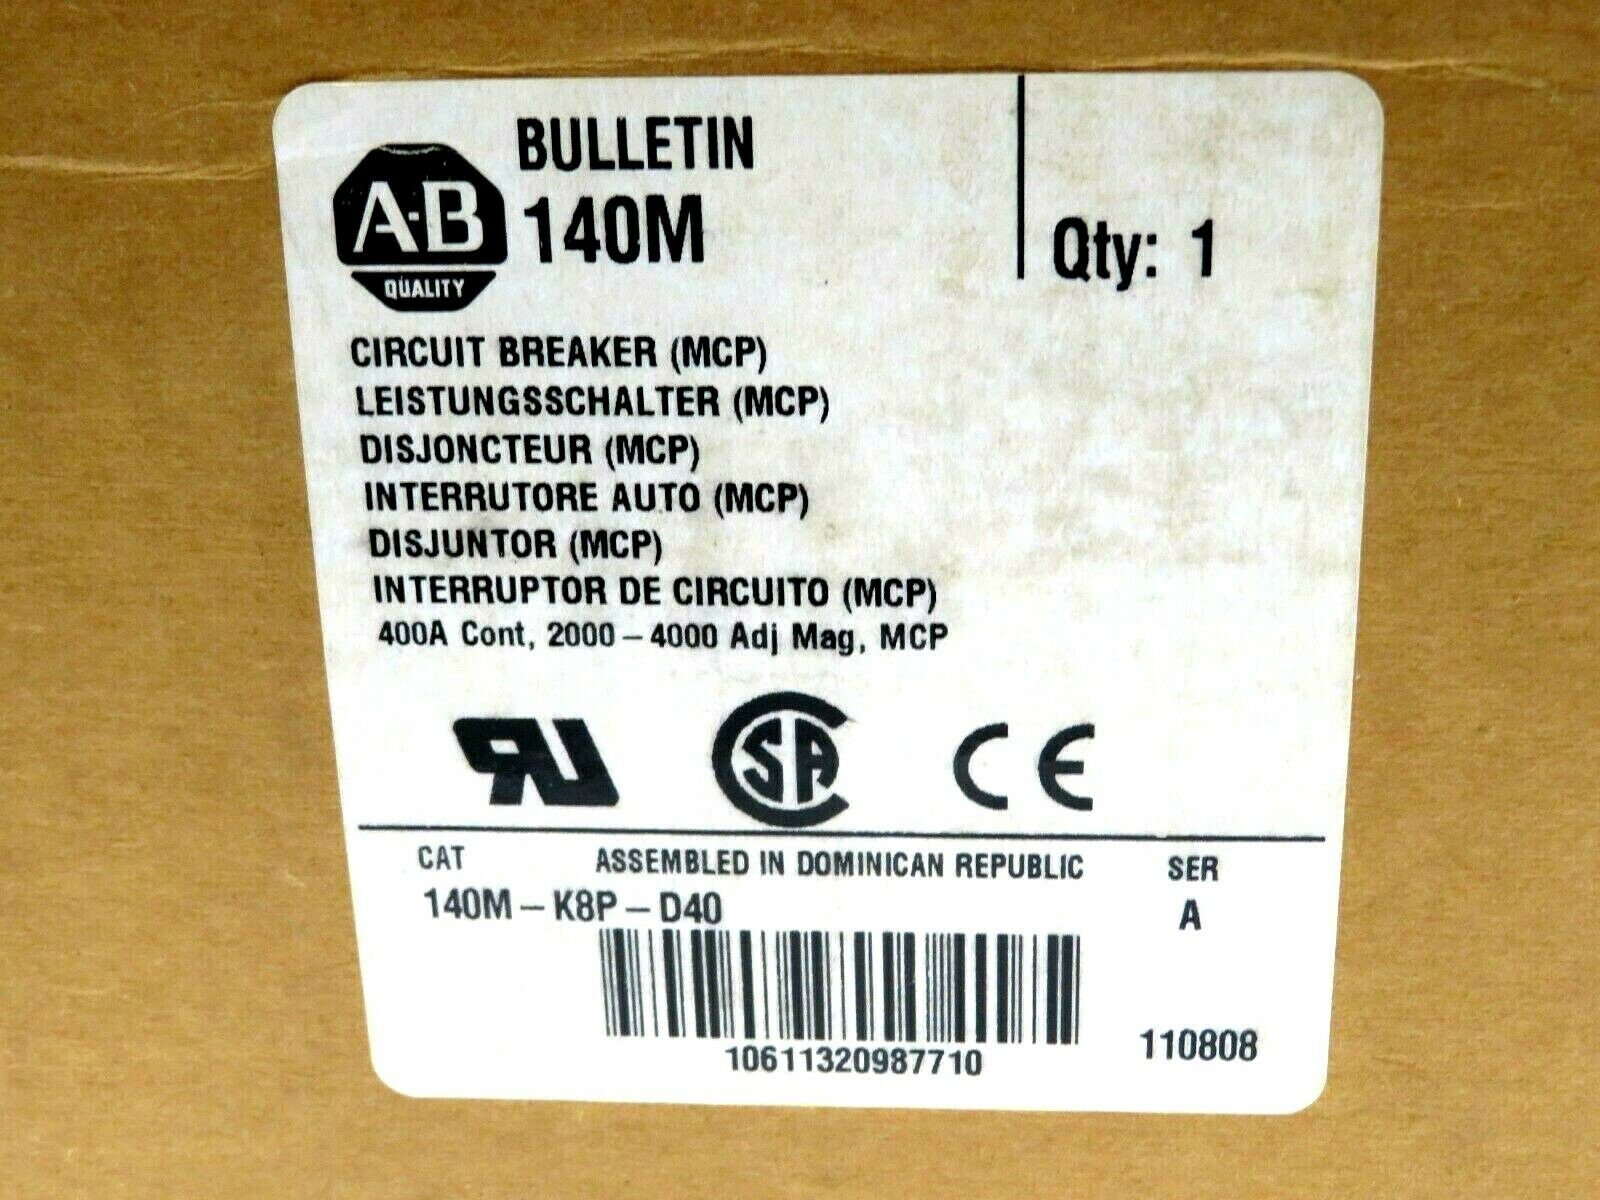 BULLETIN
140M
A-B
QUALITY
Qty: 1
CIRCUIT BREAKER (MCP)
LEISTUNGSSCHALTER (MCP)
DISJONCTEUR (MCP)
INTERRUTORE AUTO (MCP)
DISJUNTOR (MCP)
INTERRUPTOR DE CIRCUITO (MCP)
400A Cont, 2000-4000 Adj Mag, MCP
RU
CSA
CE
CAT
ASSEMBLED IN DOMINICAN REPUBLIC
SER
140M-K8P-D40
A
10611320987710
110808